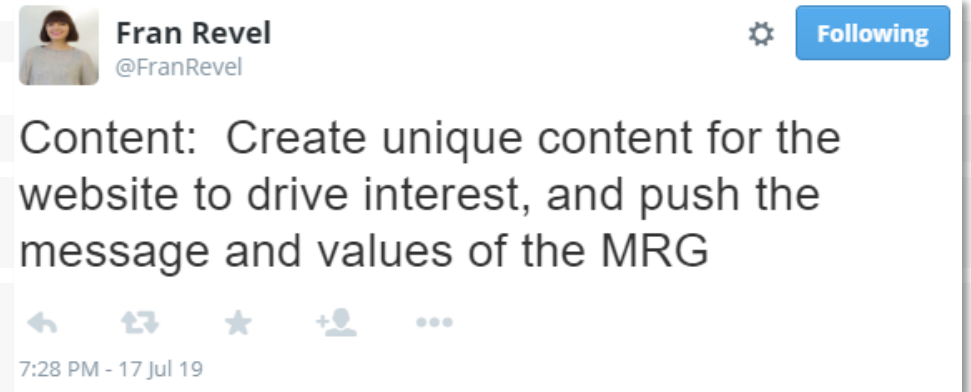 Fran Revel
@FranRevel
Following
Content:  Create unique content for the
website to drive interest, and push the
message and values of the MRG
7:28 PM - 17 Jul 19